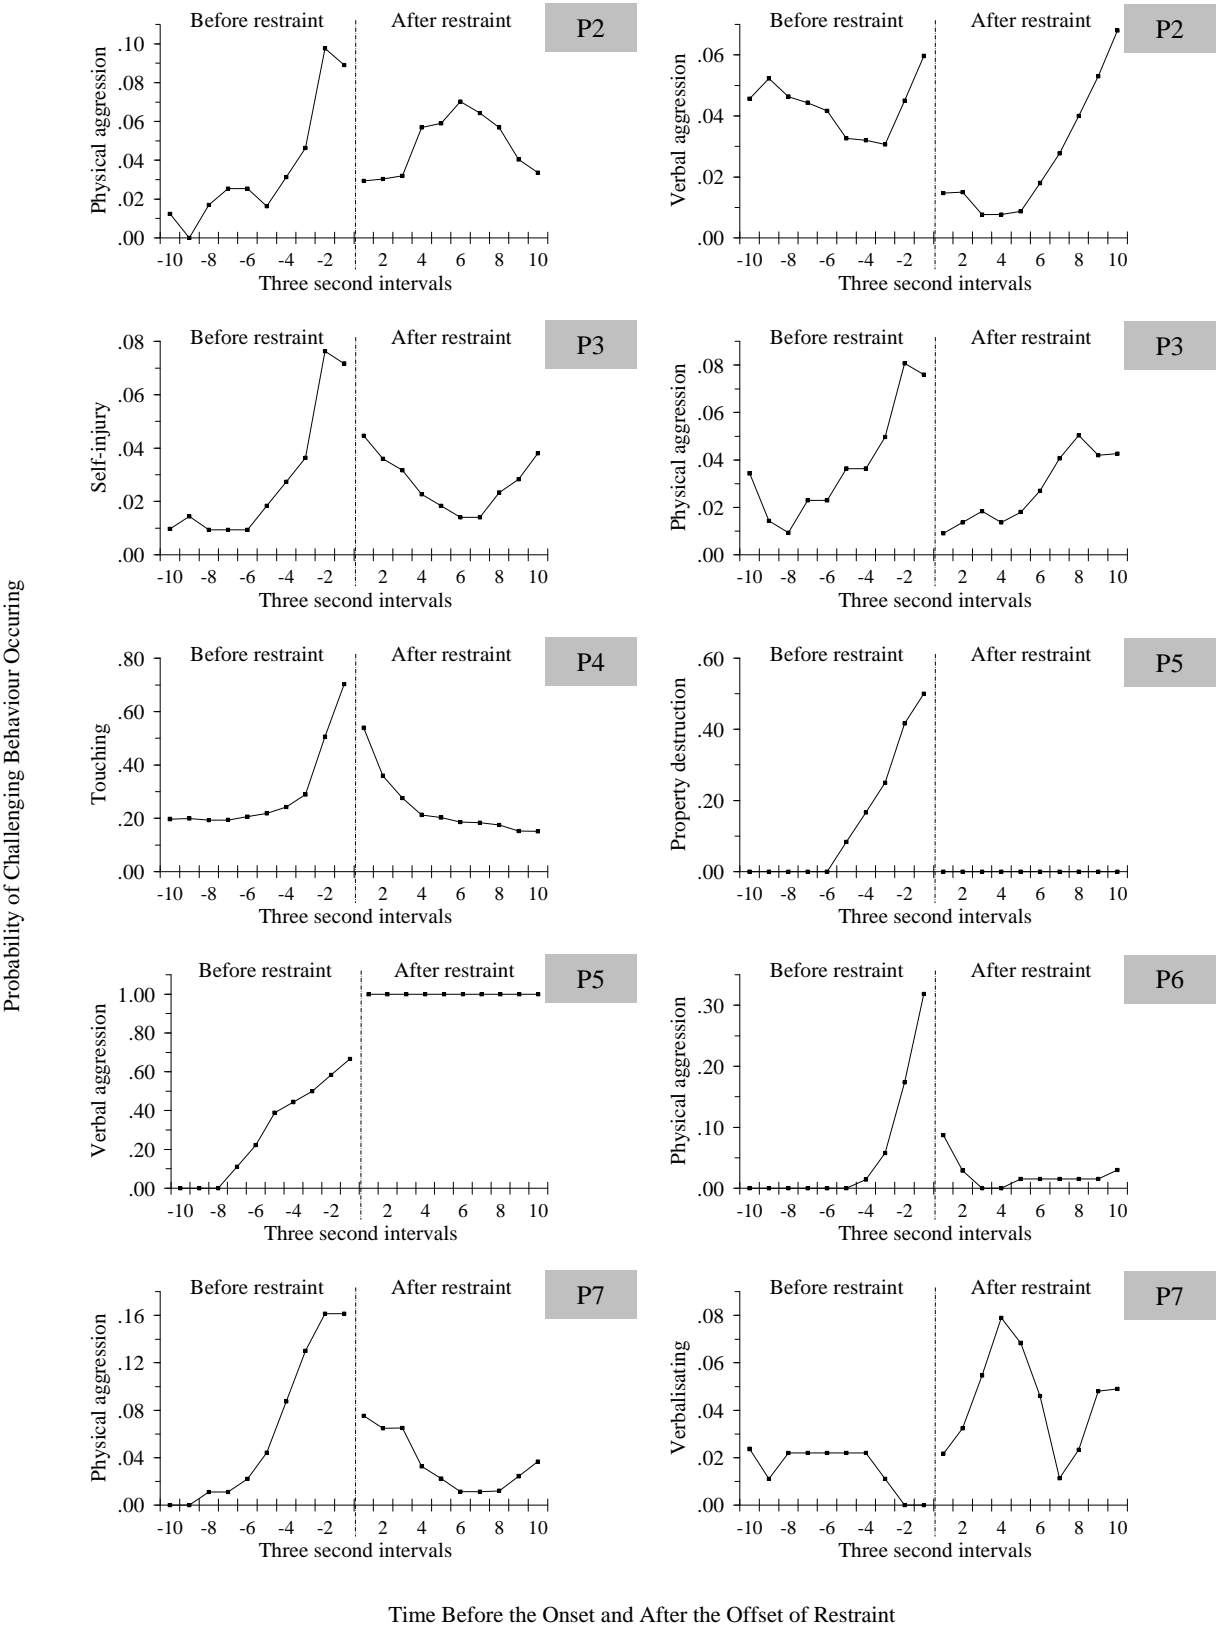 Probability of Challenging Behaviour Occuring
Before restraint After restraint P2
Physical aggression
.10
.08
.06
.04
.02
.00
-10 -8 -6 -4 -2 2 4 6 8 10
Three second intervals
Before restraint After restraint P2
Verbal aggression
.06
.04
.02
.00
-10 -8 -6 -4 -2 2 4 6 8 10
Three second intervals
Before restraint After restraint P3
Self-injury
.08
.06
.04
.02
.00
-10 -8 -6 -4 -2 2 4 6 8 10
Three second intervals
Before restraint After restraint P3
Physical aggression
.08
.06
.04
.02
.00
-10 -8 -6 -4 -2 2 4 6 8 10
Three second intervals
Before restraint After restraint P4
Touching
.80
.60
.40
.20
.00
-10 -8 -6 -4 -2 2 4 6 8 10
Three second intervals
Before restraint After restraint P5
Property destruction
.60
.40
.20
.00
-10 -8 -6 -4 -2 2 4 6 8 10
Three second intervals
Before restraint After restraint P5
Verbal aggression
1.00
.80
.60
.40
.20
.00
-10 -8 -6 -4 -2 2 4 6 8 10
Three second intervals
Before restraint After restraint P6
Physical aggression
.30
.20
.10
.00
-10 -8 -6 -4 -2 2 4 6 8 10
Three second intervals
Before restraint After restraint P7
Physical aggression
.16
.12
.08
.04
.00
-10 -8 -6 -4 -2 2 4 6 8 10
Three second intervals
Before restraint After restraint P7
Verbalisating
.08
.06
.04
.02
.00
-10 -8 -6 -4 -2 2 4 6 8 10
Three second intervals
Time Before the Onset and After the Offset of Restraint